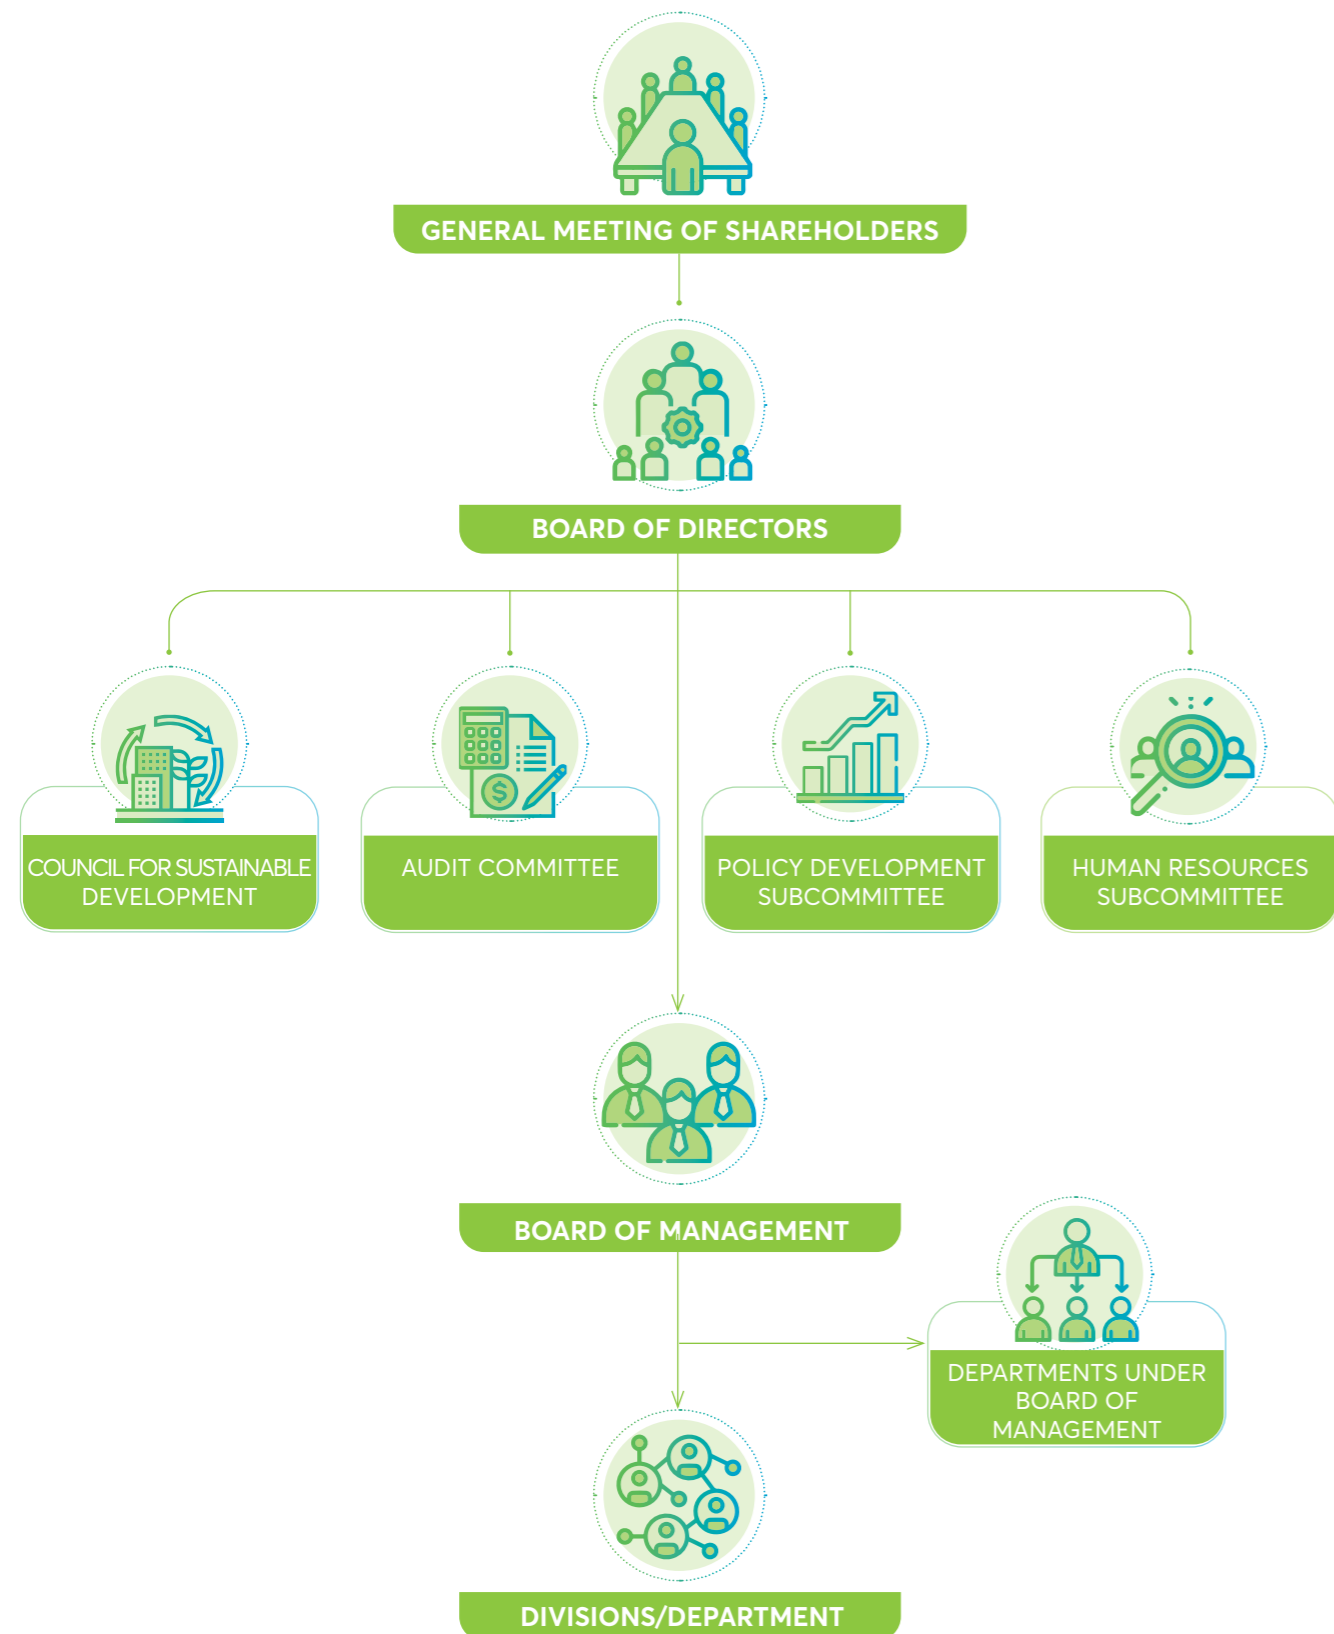 GENERAL MEETING OF SHAREHOLDERS
BOARD OF DIRECTORS
COUNCIL FOR SUSTAINABLE
DEVELOPMENT
AUDIT COMMITTEE
POLICY DEVELOPMENT
SUBCOMMITTEE
HUMAN RESOURCES
SUBCOMMITTEE
BOARD OF MANAGEMENT
DEPARTMENTS UNDER
BOARD OF
MANAGEMENT
DIVISIONS/DEPARTMENT